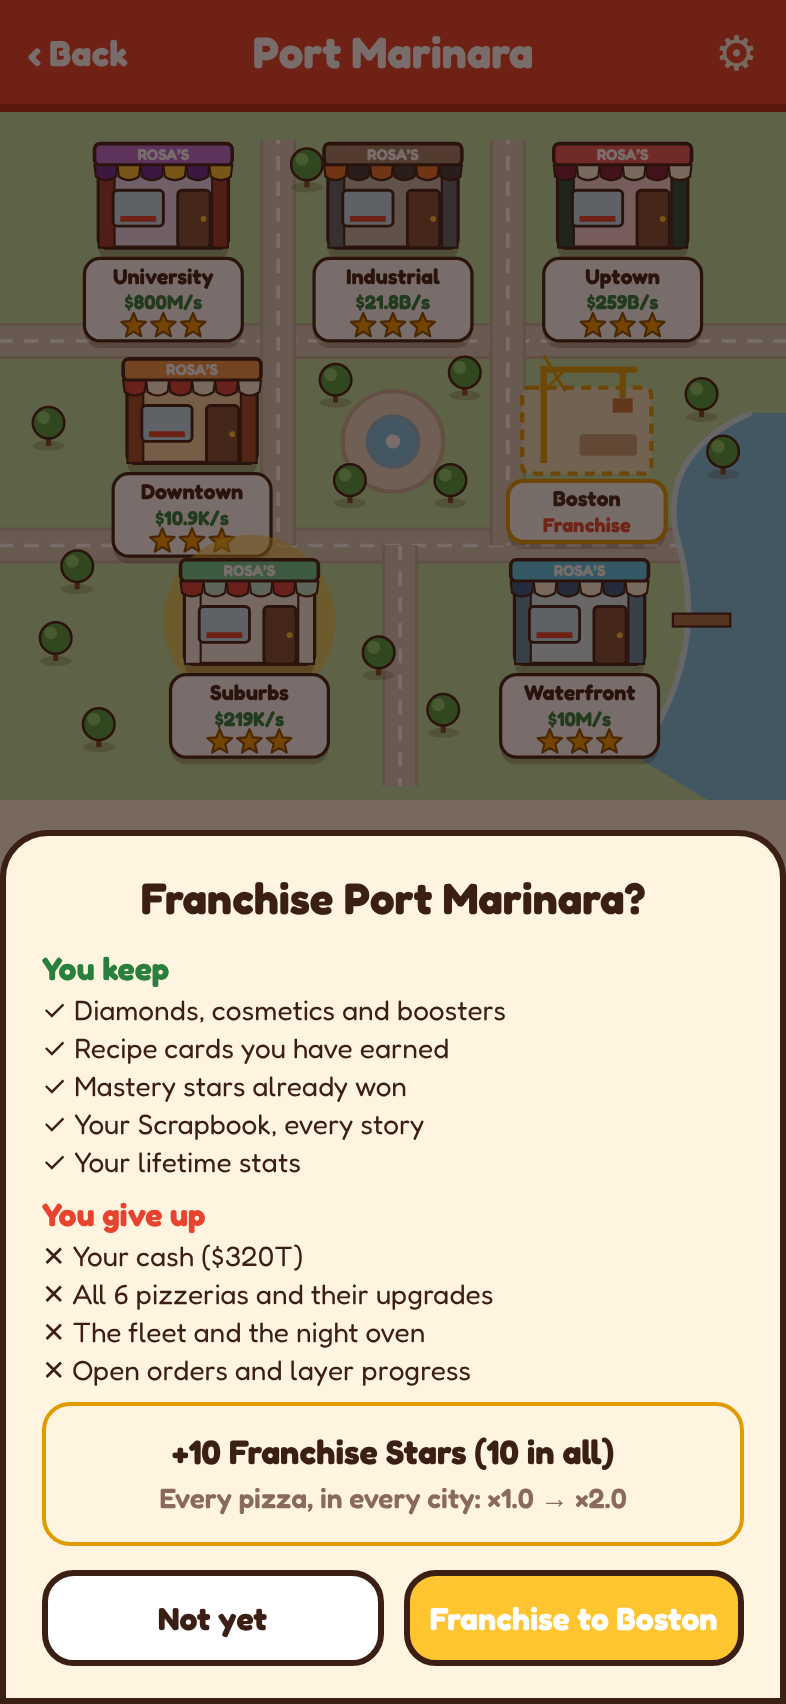 ‹ Back
Port Marinara
ROSA'S
ROSA'S
ROSA'S
University
$800M/s
Industrial
$21.8B/s
Uptown
$259B/s
ROSA'S
Downtown
$10.9K/s
Boston
Franchise
ROSA'S
ROSA'S
Suburbs
$219K/s
Waterfront
$10M/s
Franchise Port Marinara?
You keep
✓ Diamonds, cosmetics and boosters
✓ Recipe cards you have earned
✓ Mastery stars already won
✓ Your Scrapbook, every story
✓ Your lifetime stats
You give up
✕ Your cash ($320T)
✕ All 6 pizzerias and their upgrades
✕ The fleet and the night oven
✕ Open orders and layer progress
+10 Franchise Stars (10 in all)
Every pizza, in every city: ×1.0 → ×2.0
Not yet
Franchise to Boston